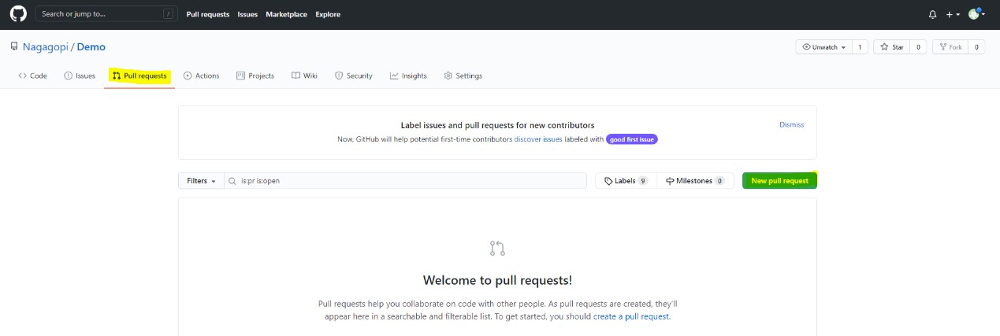 Search or jump to... / Pull requests Issues Marketplace Explore
Nagagopi / Demo Unwatch 1 Star 0 Fork 0
Code Issues Pull requests Actions Projects Wiki Security Insights Settings
Label issues and pull requests for new contributors Dismiss
Now, GitHub will help potential first-time contributors discover issues labeled with good first issue
Filters is:pr is:open Labels 9 Milestones 0 New pull request
Welcome to pull requests!
Pull requests help you collaborate on code with other people. As pull requests are created, they'll
appear here in a searchable and filterable list. To get started, you should create a pull request.